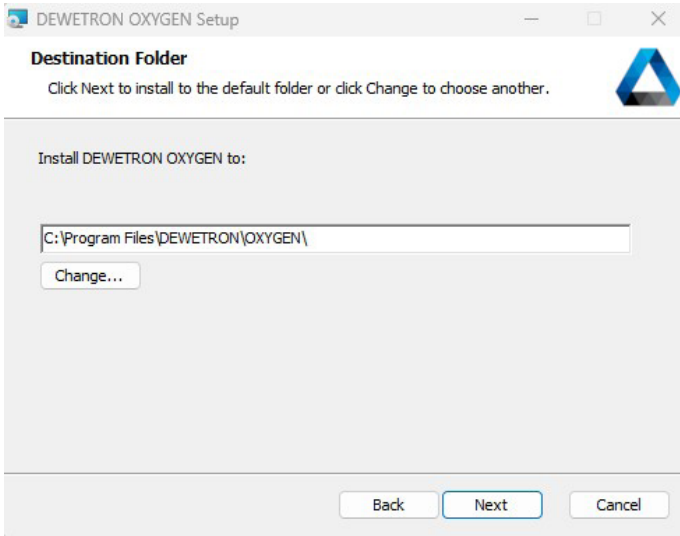 DEWETRON OXYGEN Setup
Destination Folder
Click Next to install to the default folder or click Change to choose another.
Install DEWETRON OXYGEN to:
C:\Program Files\DEWETRON\OXYGEN\
Change...
Back Next Cancel